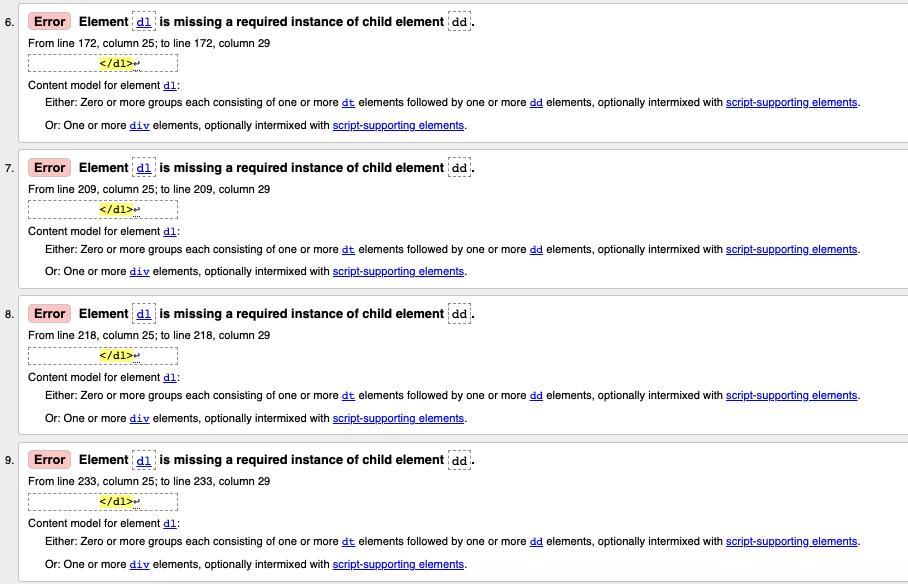 6. Error Element dl is missing a required instance of child element dd.
From line 172, column 25; to line 172, column 29
</dl>↩
Content model for element dl:
Either: Zero or more groups each consisting of one or more dt elements followed by one or more dd elements, optionally intermixed with script-supporting elements.
Or: One or more div elements, optionally intermixed with script-supporting elements.
7. Error Element dl is missing a required instance of child element dd.
From line 209, column 25; to line 209, column 29
</dl>↩
Content model for element dl:
Either: Zero or more groups each consisting of one or more dt elements followed by one or more dd elements, optionally intermixed with script-supporting elements.
Or: One or more div elements, optionally intermixed with script-supporting elements.
8. Error Element dl is missing a required instance of child element dd.
From line 218, column 25; to line 218, column 29
</dl>↩
Content model for element dl:
Either: Zero or more groups each consisting of one or more dt elements followed by one or more dd elements, optionally intermixed with script-supporting elements.
Or: One or more div elements, optionally intermixed with script-supporting elements.
9. Error Element dl is missing a required instance of child element dd.
From line 233, column 25; to line 233, column 29
</dl>↩
Content model for element dl:
Either: Zero or more groups each consisting of one or more dt elements followed by one or more dd elements, optionally intermixed with script-supporting elements.
Or: One or more div elements, optionally intermixed with script-supporting elements.